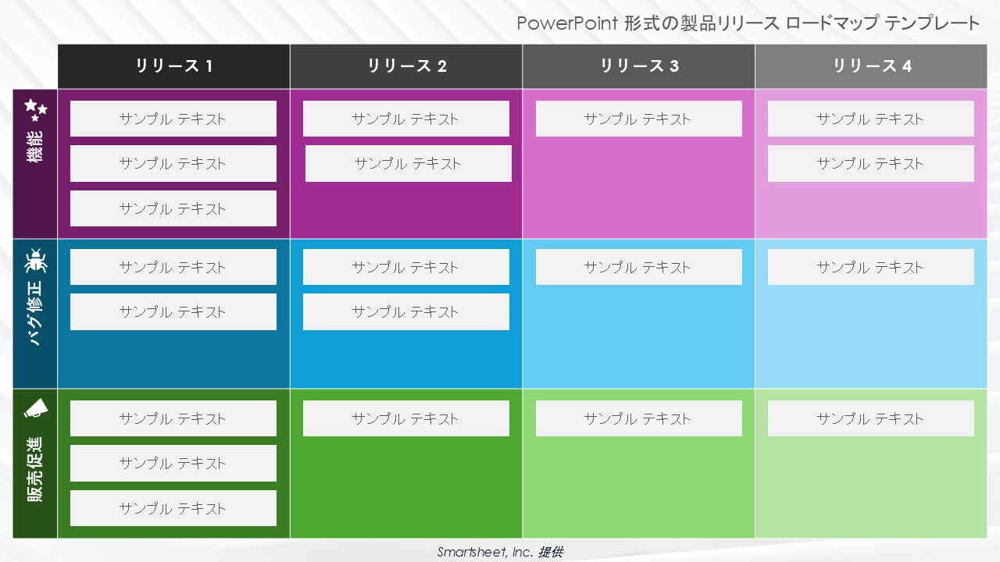 PowerPoint 形式の製品リリース ロードマップ テンプレート
リリース 1
リリース 2
リリース 3
リリース 4
機能
サンプル テキスト
サンプル テキスト
サンプル テキスト
サンプル テキスト
サンプル テキスト
サンプル テキスト
サンプル テキスト
サンプル テキスト
バグ修正
サンプル テキスト
サンプル テキスト
サンプル テキスト
サンプル テキスト
サンプル テキスト
サンプル テキスト
販売促進
サンプル テキスト
サンプル テキスト
サンプル テキスト
サンプル テキスト
サンプル テキスト
サンプル テキスト
Smartsheet, Inc. 提供